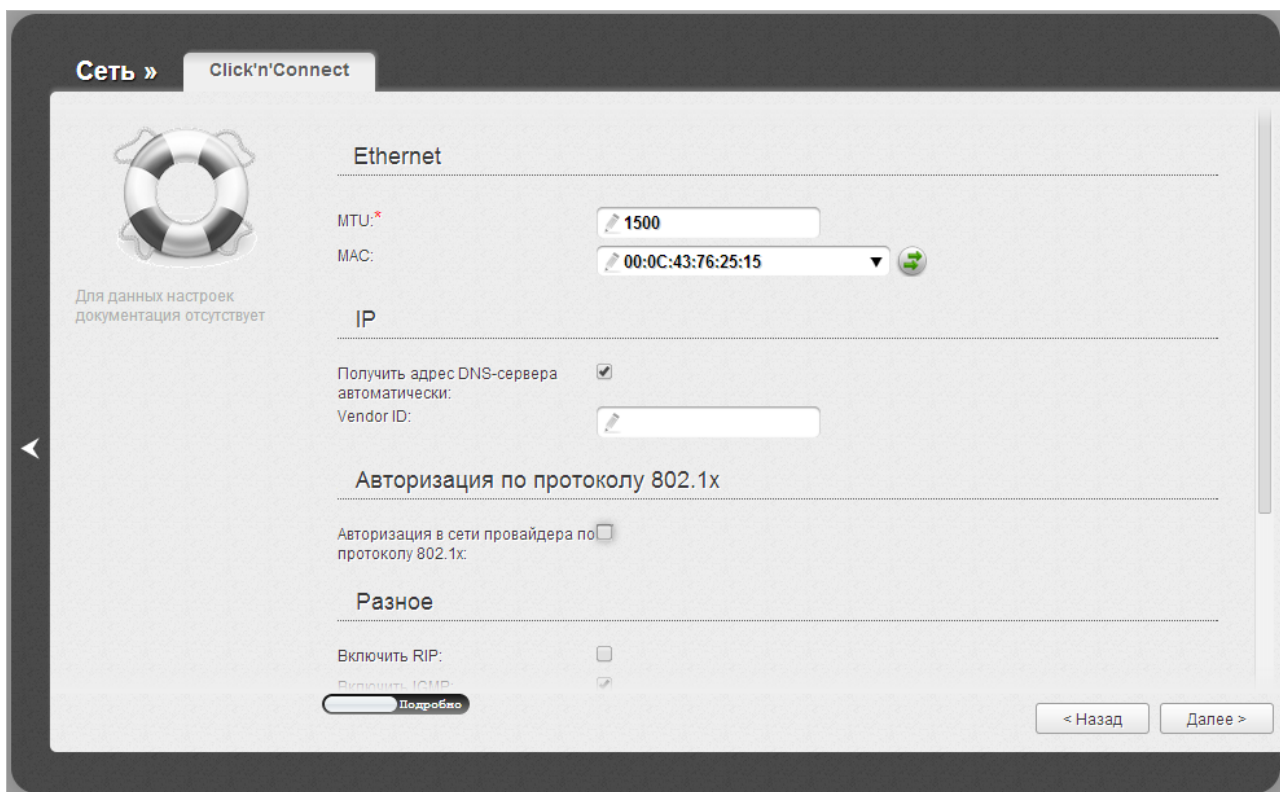 Сеть »
Click'n'Connect
Для данных настроек
документация отсутствует
Ethernet
MTU:*
1500
MAC:
00:0C:43:76:25:15
IP
Получить адрес DNS-сервера
автоматически:
Vendor ID:
Авторизация по протоколу 802.1x
Авторизация в сети провайдера по
протоколу 802.1x:
Разное
Включить RIP:
Включить IGMP:
Подробно
< Назад
Далее >